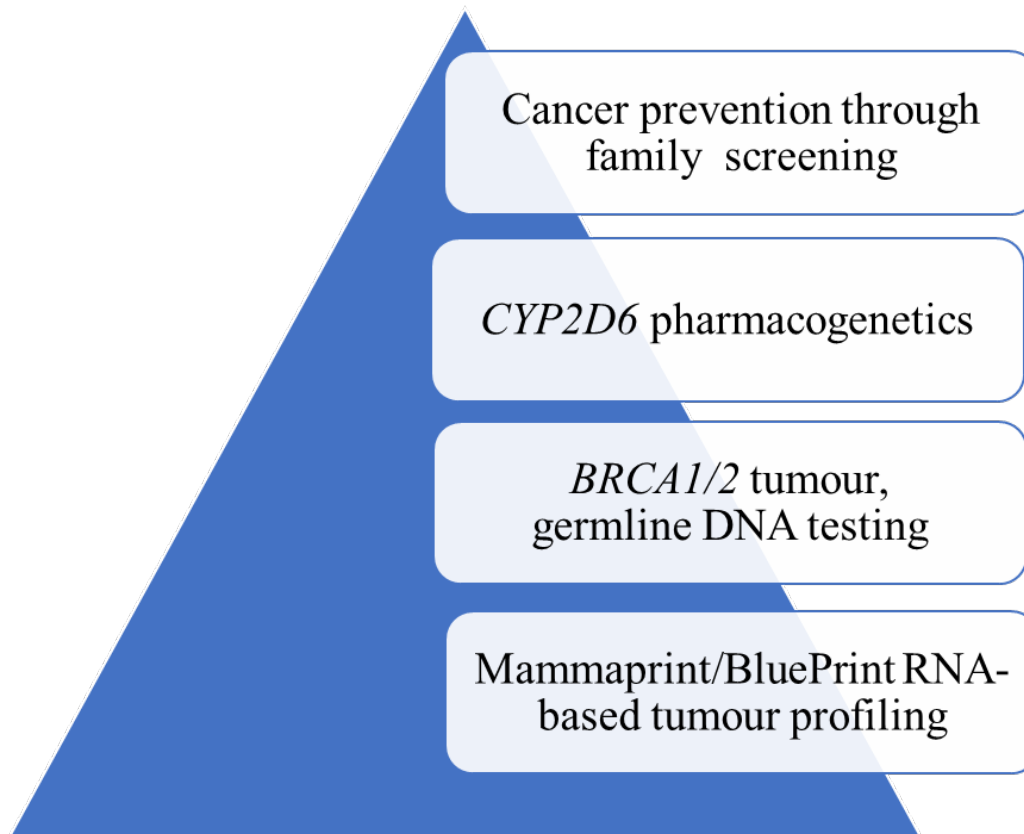 Cancer prevention through
family screening
CYP2D6 pharmacogenetics
BRCA1/2 tumour,
germline DNA testing
Mammaprint/BluePrint RNA-
based tumour profiling